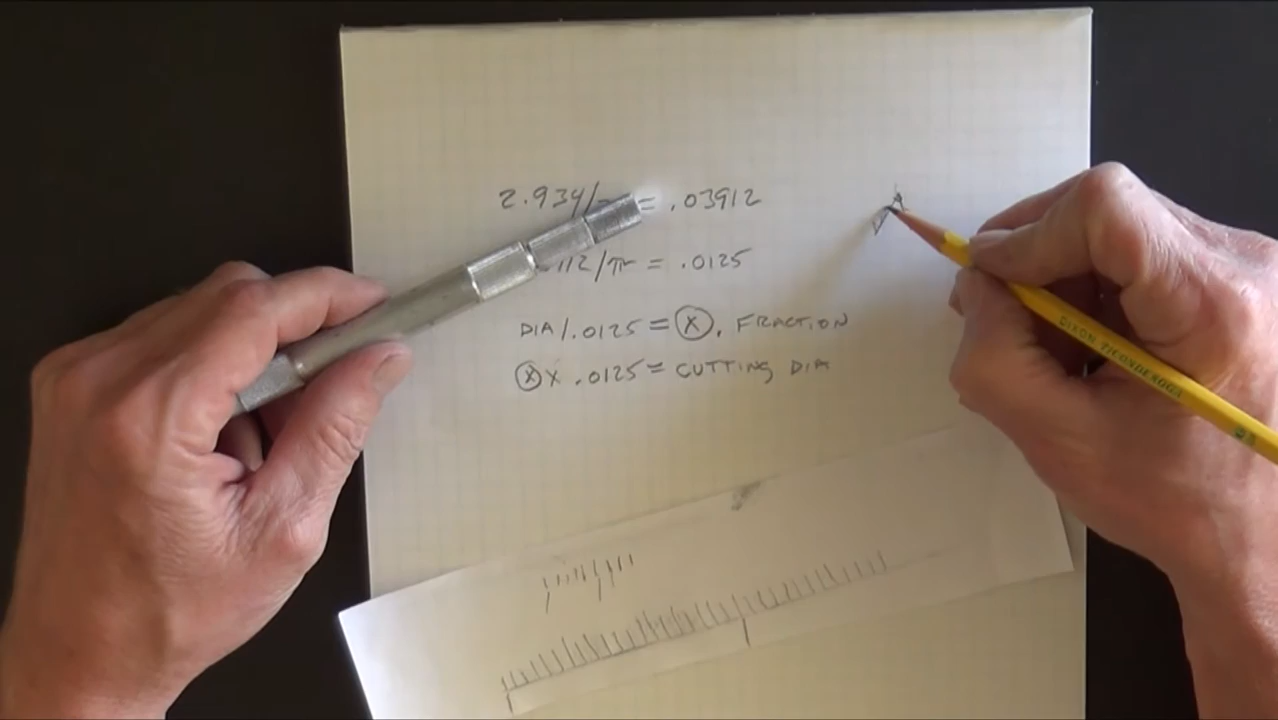 2.934/ = .03912
112/π = .0125
DIA/.0125 = X. FRACTION
X x .0125 = CUTTING DIA
DIXON TICONDEROGA